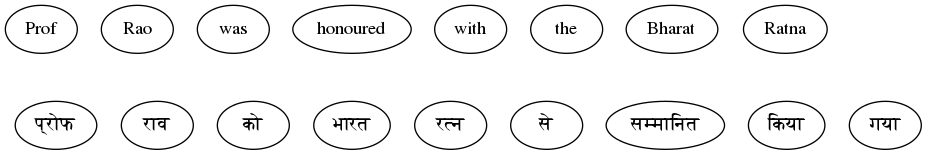 Prof Rao was honoured with the Bharat Ratna
प्रोफ राव को भारत रत्न से सम्मानित किया गया